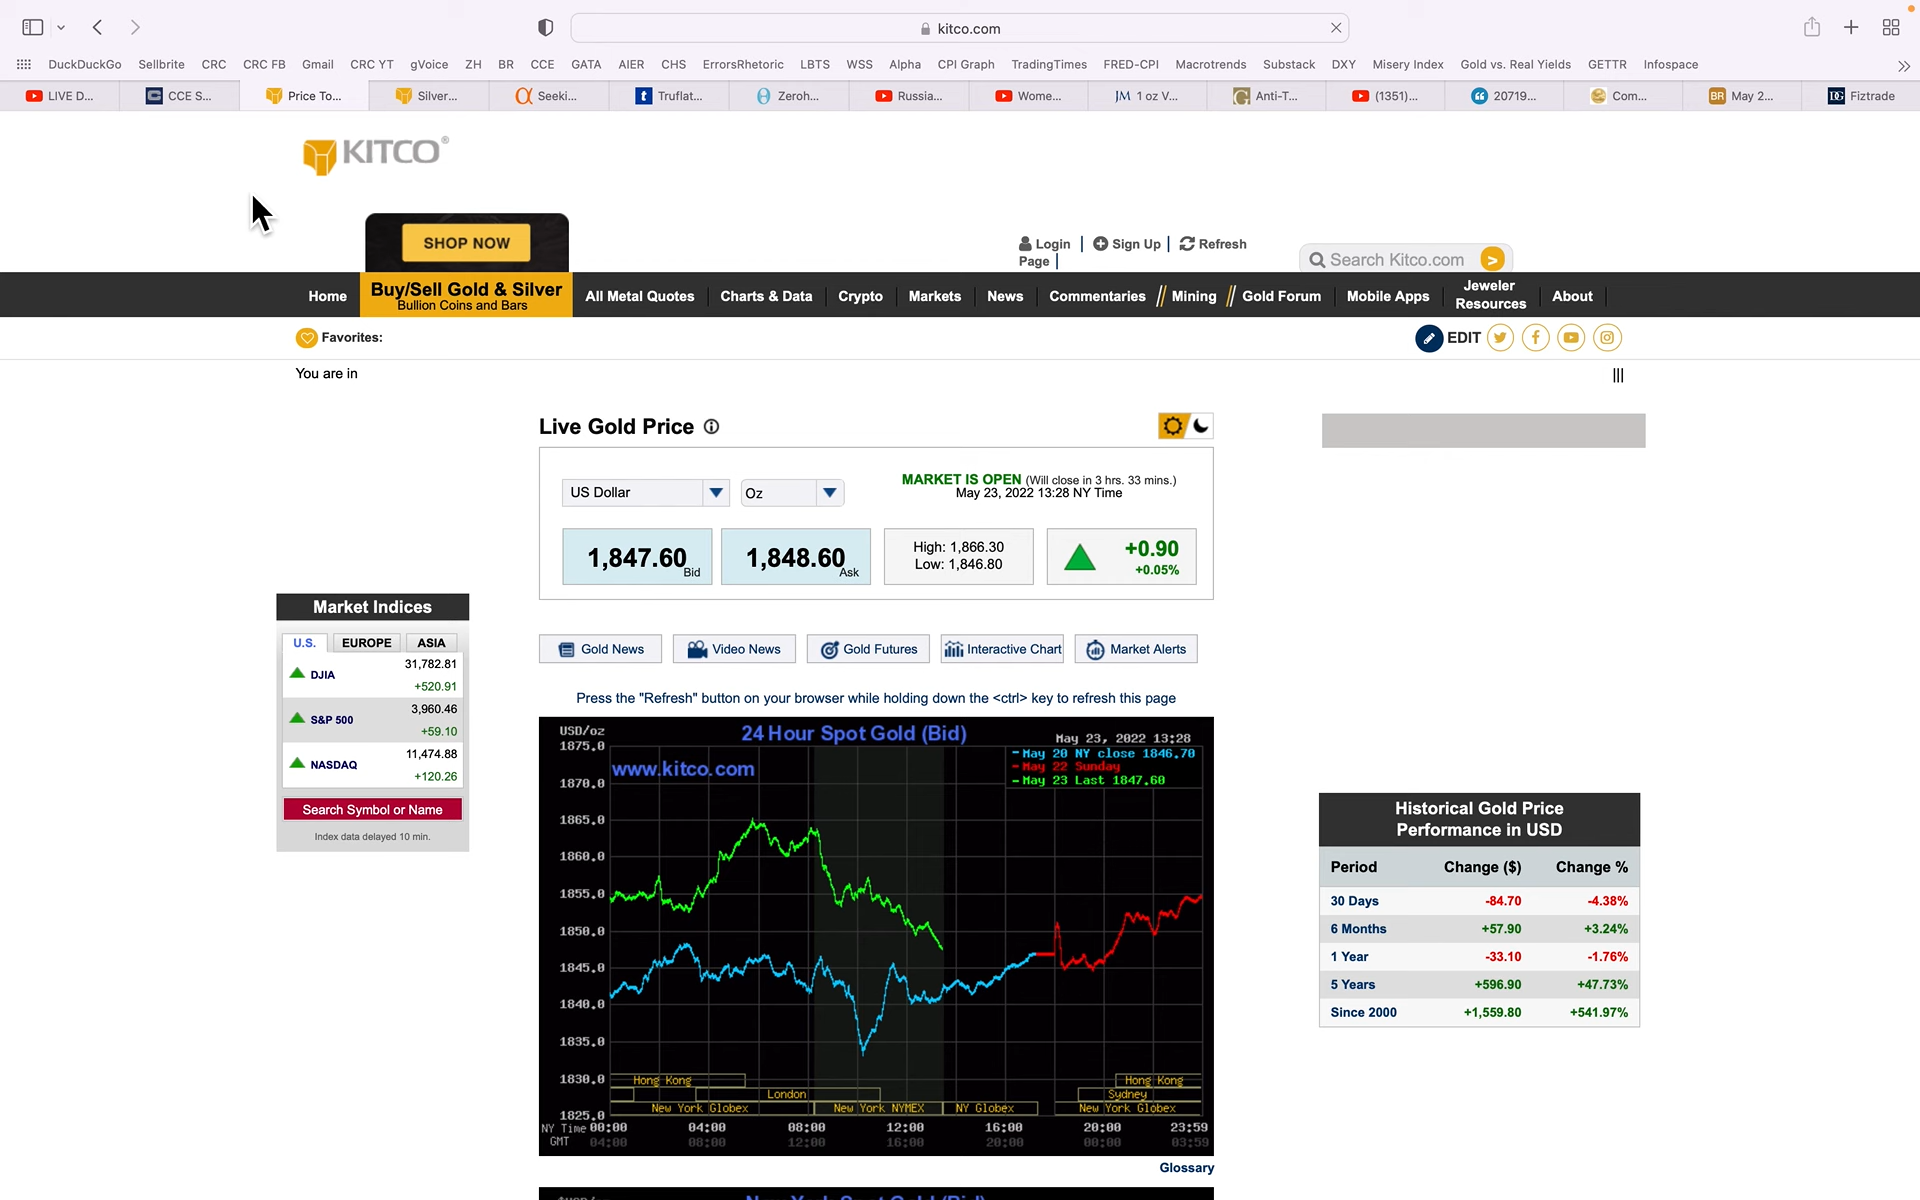 kitco.com
DuckDuckGo Sellbrite CRC CRC FB Gmail CRC YT gVoice ZH BR CCE GATA AIER CHS ErrorsRhetoric LBTS WSS Alpha CPI Graph TradingTimes FRED-CPI Macrotrends Substack DXY Misery Index Gold vs. Real Yields GETTR Infospace
LIVE D... CCE S... Price To... Silver... Seeki... Truflat... Zeroh... Russia... Wome... JM 1 oz V... Anti-T... (1351)... 20719... Com... BR May 2... DG Fiztrade
KITCO®
SHOP NOW
Login | Sign Up | Refresh
Page |
Search Kitco.com >
Home
Buy/Sell Gold & Silver
Bullion Coins and Bars
All Metal Quotes
Charts & Data
Crypto
Markets
News
Commentaries
Mining
Gold Forum
Mobile Apps
Jeweler
Resources
About
Favorites:
EDIT
You are in
|||
Live Gold Price
US Dollar
Oz
MARKET IS OPEN (Will close in 3 hrs. 33 mins.)
May 23, 2022 13:28 NY Time
1,847.60 Bid
1,848.60 Ask
High: 1,866.30
Low: 1,846.80
+0.90
+0.05%
Gold News
Video News
Gold Futures
Interactive Chart
Market Alerts
Press the "Refresh" button on your browser while holding down the <ctrl> key to refresh this page
Market Indices
U.S. EUROPE ASIA
DJIA 31,782.81
+520.91
S&P 500 3,960.46
+59.10
NASDAQ 11,474.88
+120.26
Search Symbol or Name
Index data delayed 10 min.
USD/oz
24 Hour Spot Gold (Bid)
May 23, 2022 13:28
www.kitco.com
May 20 NY close 1846.70
May 22 Sunday
May 23 Last 1847.60
1875.0
1870.0
1865.0
1860.0
1855.0
1850.0
1845.0
1840.0
1835.0
1830.0
1825.0
Hong Kong Hong Kong
London Sydney
New York Globex New York NYMEX NY Globex New York Globex
NY Time 00:00 04:00 08:00 12:00 16:00 20:00 23:59
GMT 04:00 08:00 12:00 16:00 20:00 00:00 03:59
Glossary
Historical Gold Price
Performance in USD
Period Change ($) Change %
30 Days -84.70 -4.38%
6 Months +57.90 +3.24%
1 Year -33.10 -1.76%
5 Years +596.90 +47.73%
Since 2000 +1,559.80 +541.97%